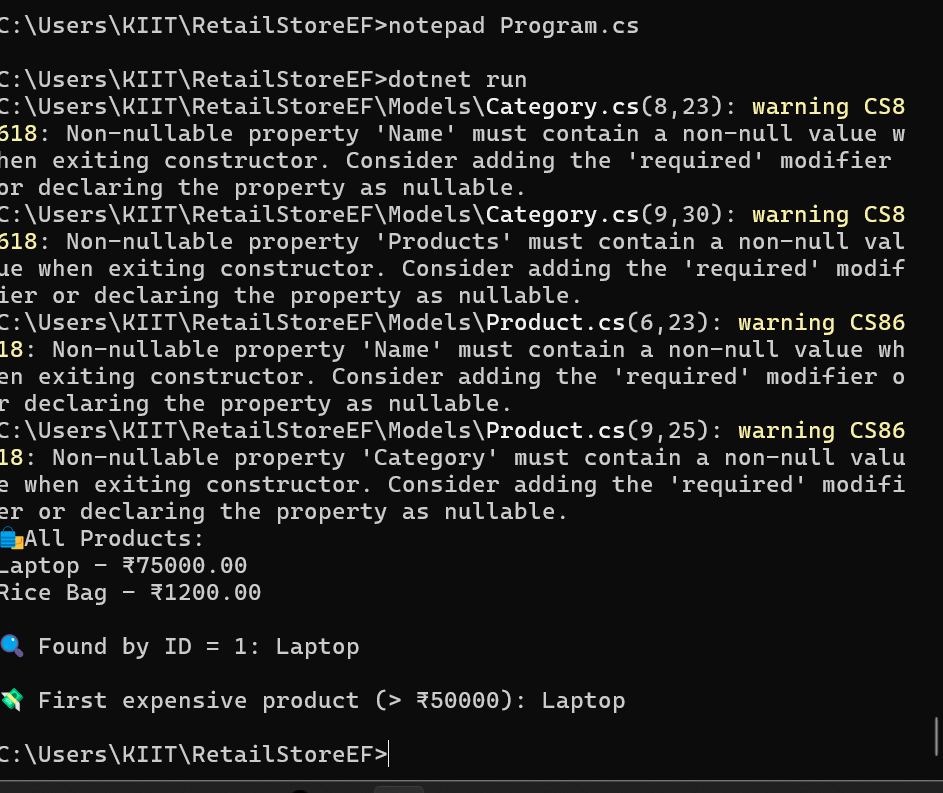 C:\Users\KIIT\RetailStoreEF>notepad Program.cs
C:\Users\KIIT\RetailStoreEF>dotnet run
C:\Users\KIIT\RetailStoreEF\Models\Category.cs(8,23): warning CS8
618: Non-nullable property 'Name' must contain a non-null value w
hen exiting constructor. Consider adding the 'required' modifier
or declaring the property as nullable.
C:\Users\KIIT\RetailStoreEF\Models\Category.cs(9,30): warning CS8
618: Non-nullable property 'Products' must contain a non-null val
ue when exiting constructor. Consider adding the 'required' modif
ier or declaring the property as nullable.
C:\Users\KIIT\RetailStoreEF\Models\Product.cs(6,23): warning CS86
18: Non-nullable property 'Name' must contain a non-null value wh
en exiting constructor. Consider adding the 'required' modifier o
r declaring the property as nullable.
C:\Users\KIIT\RetailStoreEF\Models\Product.cs(9,25): warning CS86
18: Non-nullable property 'Category' must contain a non-null valu
e when exiting constructor. Consider adding the 'required' modifi
er or declaring the property as nullable.
🛍️All Products:
Laptop - ₹75000.00
Rice Bag - ₹1200.00
🔍 Found by ID = 1: Laptop
💸 First expensive product (> ₹50000): Laptop
C:\Users\KIIT\RetailStoreEF>